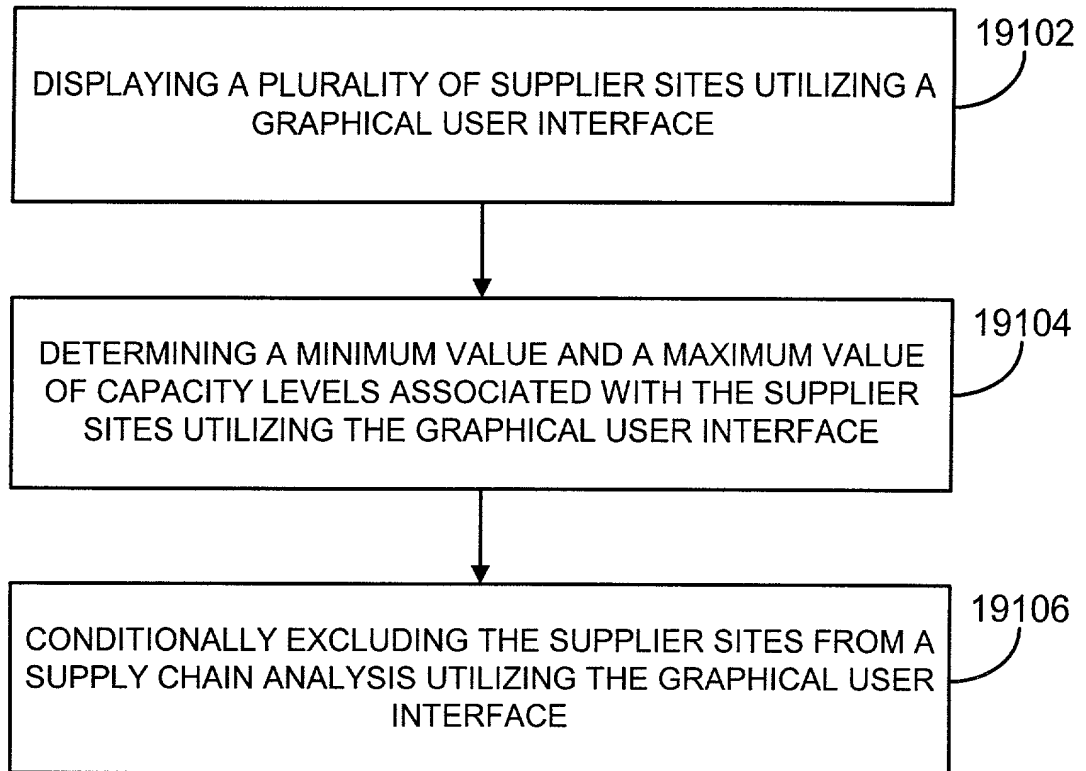 19102
DISPLAYING A PLURALITY OF SUPPLIER SITES UTILIZING A
GRAPHICAL USER INTERFACE
19104
DETERMINING A MINIMUM VALUE AND A MAXIMUM VALUE
OF CAPACITY LEVELS ASSOCIATED WITH THE SUPPLIER
SITES UTILIZING THE GRAPHICAL USER INTERFACE
19106
CONDITIONALLY EXCLUDING THE SUPPLIER SITES FROM A
SUPPLY CHAIN ANALYSIS UTILIZING THE GRAPHICAL USER
INTERFACE